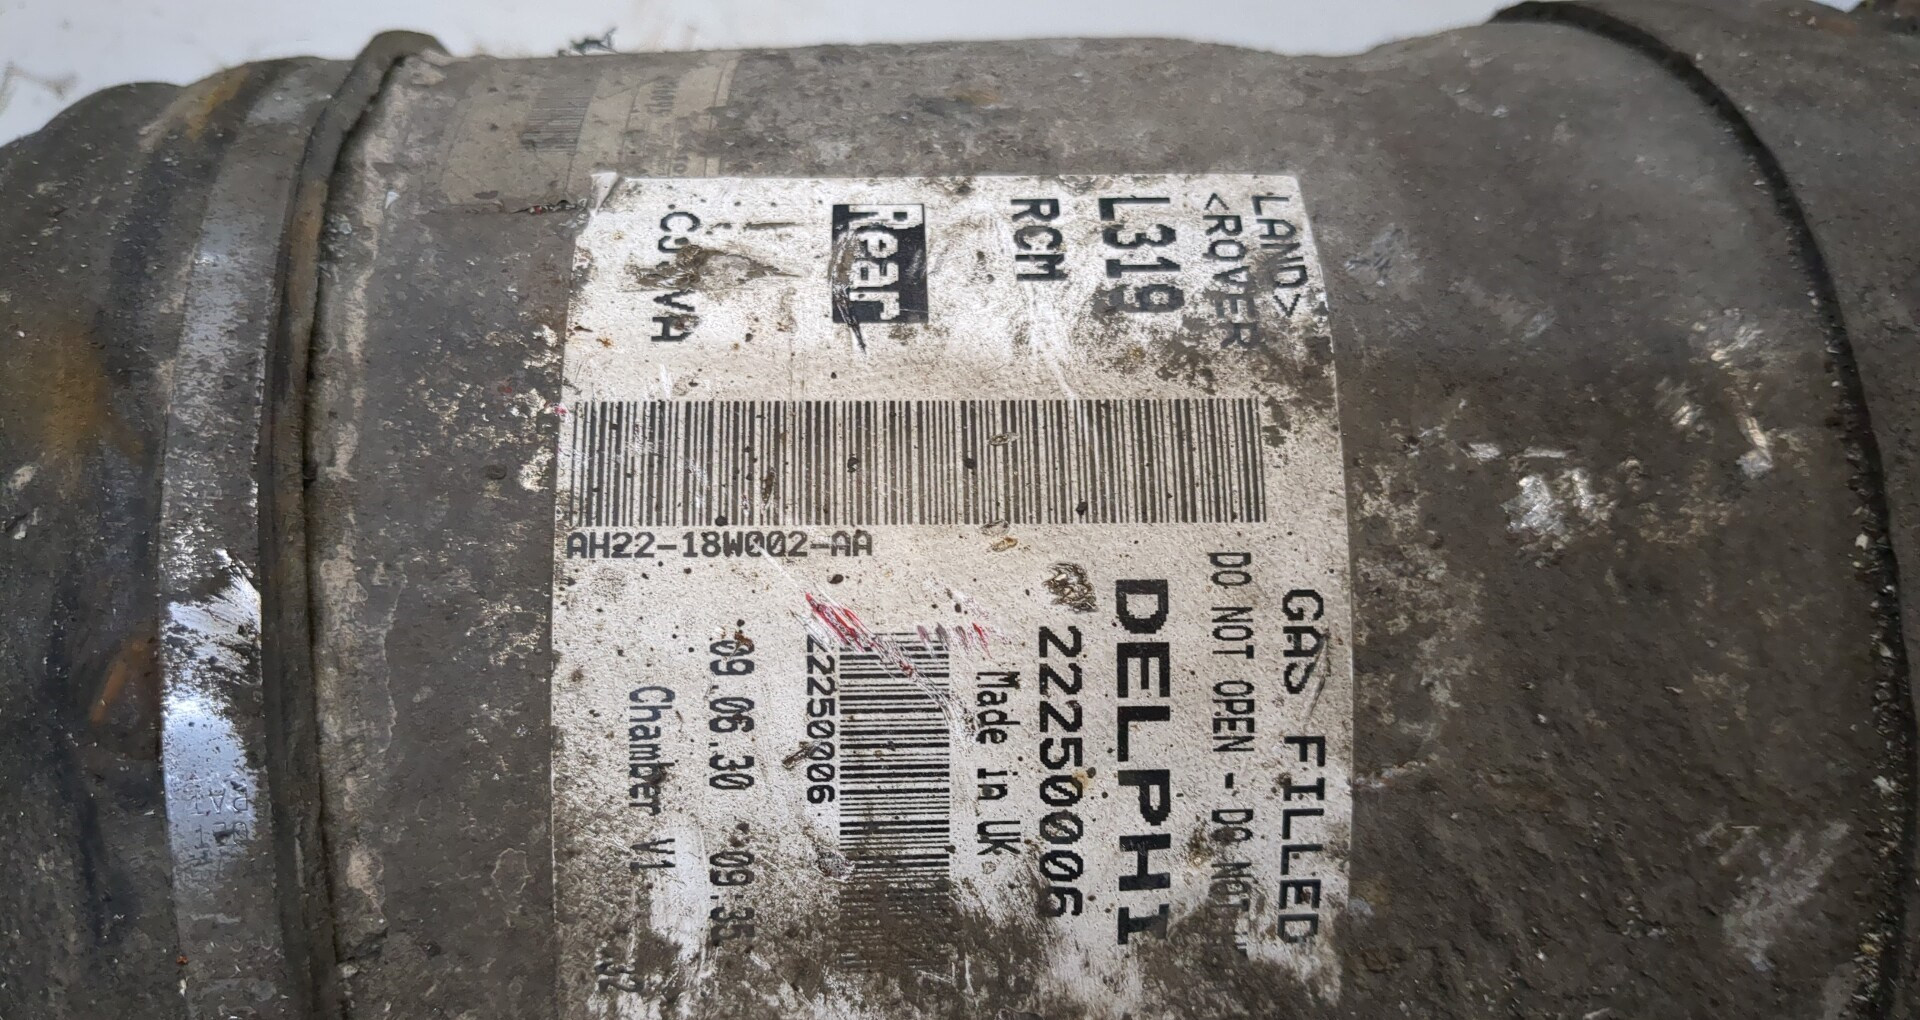 LAND>
<ROVER
L319
RCM
Rear
AH22-18W002-AA
GAS FILLED
DO NOT OPEN - DO NOT
DELPHI
22250006
Made in UK
22250006
09.06.30 09.35
Chamber V1